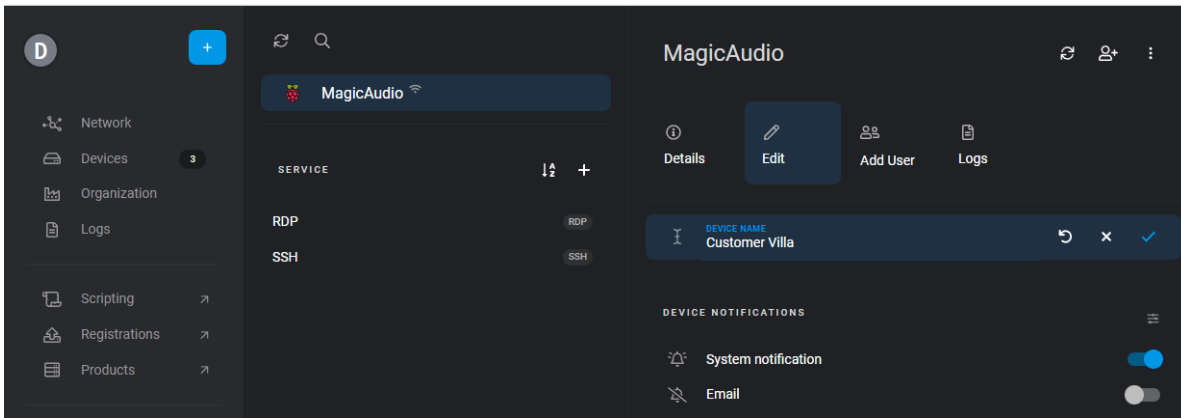 D
+
Network
Devices 3
Organization
Logs
Scripting
Registrations
Products
MagicAudio
SERVICE
RDP RDP
SSH SSH
MagicAudio
Details Edit Add User Logs
DEVICE NAME
Customer Villa
DEVICE NOTIFICATIONS
System notification
Email